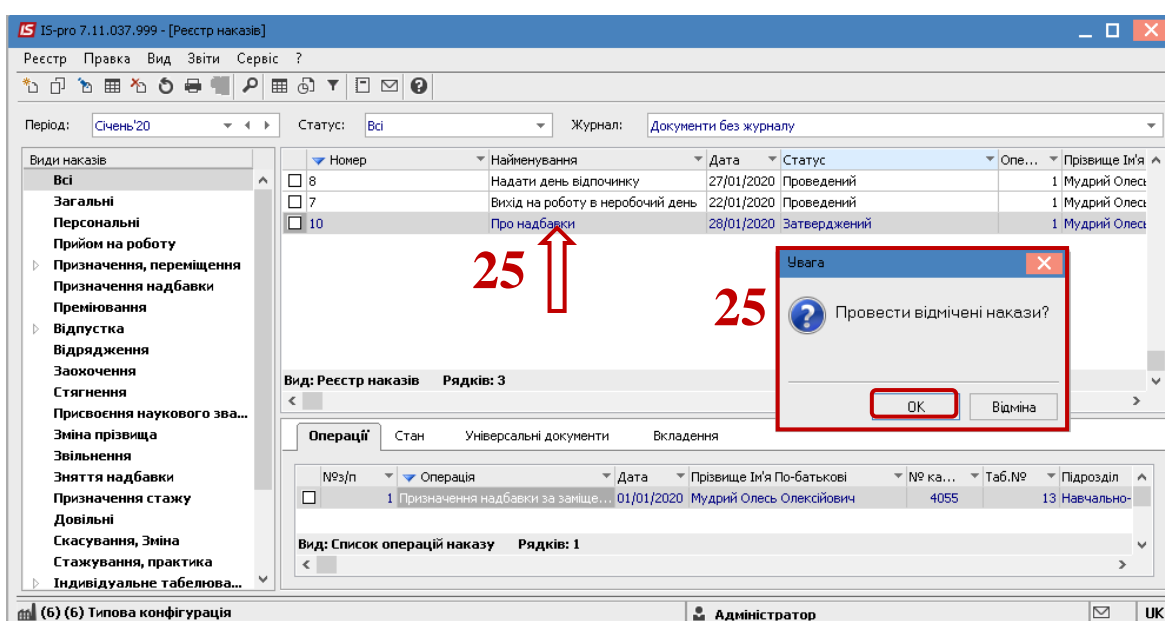 IS-pro 7.11.037.999 - [Реєстр наказів]
Реєстр Правка Вид Звіти Сервіс ?
Період: Січень'20 Статус: Всі Журнал: Документи без журналу
Види наказів
Всі
Загальні
Персональні
Прийом на роботу
Призначення, переміщення
Призначення надбавки
Преміювання
Відпустка
Відрядження
Заохочення
Стягнення
Присвоєння наукового зва...
Зміна прізвища
Звільнення
Зняття надбавки
Призначення стажу
Довільні
Скасування, Зміна
Стажування, практика
Індивідуальне табелюва...
Номер Найменування Дата Статус Опе... Прізвище Ім'я
8 Надати день відпочинку 27/01/2020 Проведений 1 Мудрий Олесь
7 Вихід на роботу в неробочий день 22/01/2020 Проведений 1 Мудрий Олесь
10 Про надбавки 28/01/2020 Затверджений 1 Мудрий Олесь
25
25
Увага
Провести відмічені накази?
OK Відміна
Вид: Реєстр наказів Рядків: 3
Операції Стан Універсальні документи Вкладення
№з/п Операція Дата Прізвище Ім'я По-батькові № ка... Таб.№ Підрозділ
1 Призначення надбавки за заміще... 01/01/2020 Мудрий Олесь Олексійович 4055 13 Навчально-
Вид: Список операцій наказу Рядків: 1
(6) (6) Типова конфігурація Адміністратор UK